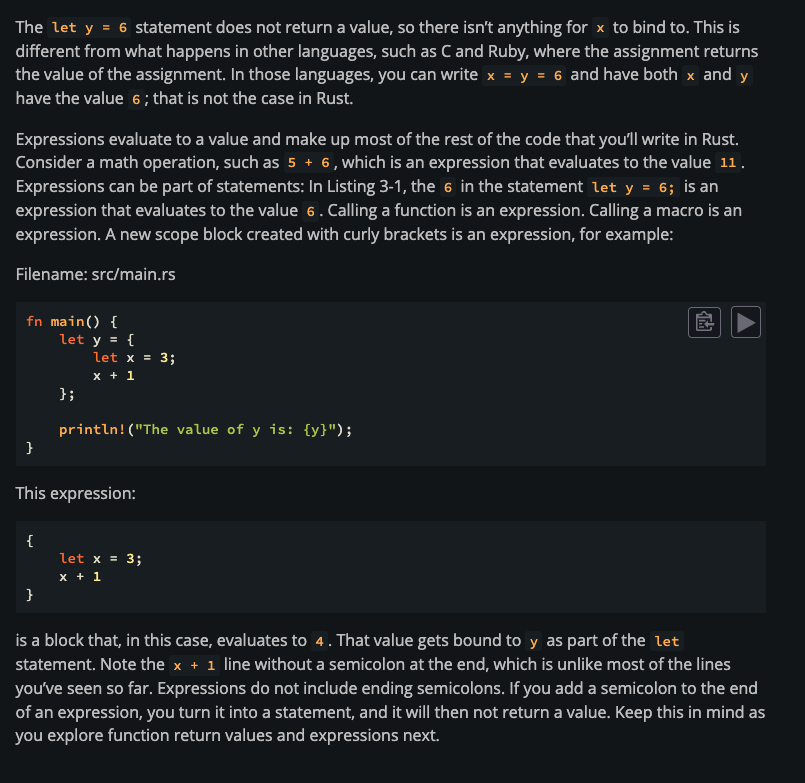 The let y = 6 statement does not return a value, so there isn’t anything for x to bind to. This is
different from what happens in other languages, such as C and Ruby, where the assignment returns
the value of the assignment. In those languages, you can write x = y = 6 and have both x and y
have the value 6; that is not the case in Rust.
Expressions evaluate to a value and make up most of the rest of the code that you’ll write in Rust.
Consider a math operation, such as 5 + 6, which is an expression that evaluates to the value 11.
Expressions can be part of statements: In Listing 3-1, the 6 in the statement let y = 6; is an
expression that evaluates to the value 6. Calling a function is an expression. Calling a macro is an
expression. A new scope block created with curly brackets is an expression, for example:
Filename: src/main.rs
fn main() {
    let y = {
        let x = 3;
        x + 1
    };
    println!("The value of y is: {y}");
}
This expression:
{
    let x = 3;
    x + 1
}
is a block that, in this case, evaluates to 4. That value gets bound to y as part of the let
statement. Note the x + 1 line without a semicolon at the end, which is unlike most of the lines
you’ve seen so far. Expressions do not include ending semicolons. If you add a semicolon to the end
of an expression, you turn it into a statement, and it will then not return a value. Keep this in mind as
you explore function return values and expressions next.